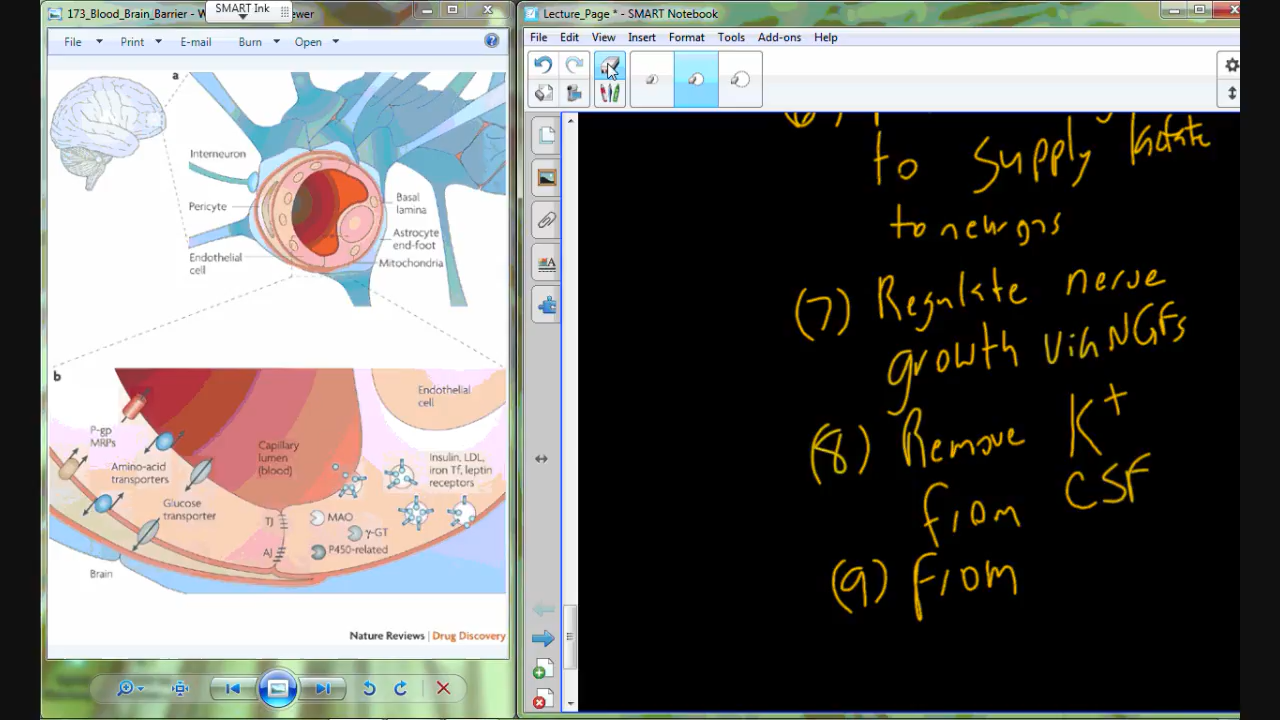 173_Blood_Brain_Barrier - W
SMART Ink
ewer
File Print E-mail Burn Open
a
Interneuron
Pericyte
Endothelial
cell
Basal
lamina
Astrocyte
end-foot
Mitochondria
b
Endothelial
cell
P-gp
MRPs
Amino-acid
transporters
Glucose
transporter
Capillary
lumen
(blood)
Insulin, LDL,
iron Tf, leptin
receptors
TJ
MAO
γ-GT
AJ
P450-related
Brain
Nature Reviews | Drug Discovery
Lecture_Page * - SMART Notebook
File Edit View Insert Format Tools Add-ons Help
to supply lactate
to neurons
(7) Regulate nerve
growth via NGFs
(8) Remove K+
from CSF
(9) From